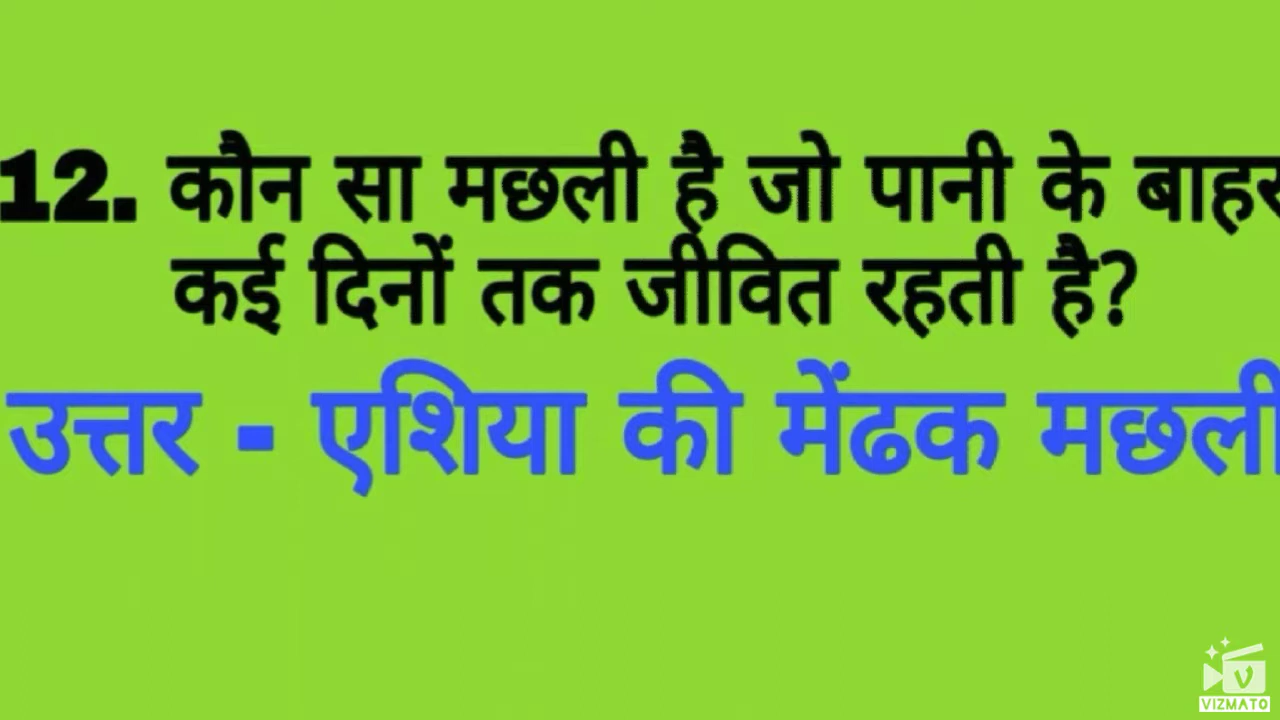 12. कौन सा मछली है जो पानी के बाहर
कई दिनों तक जीवित रहती है?
उत्तर - एशिया की मेंढक मछली
VIZMATO